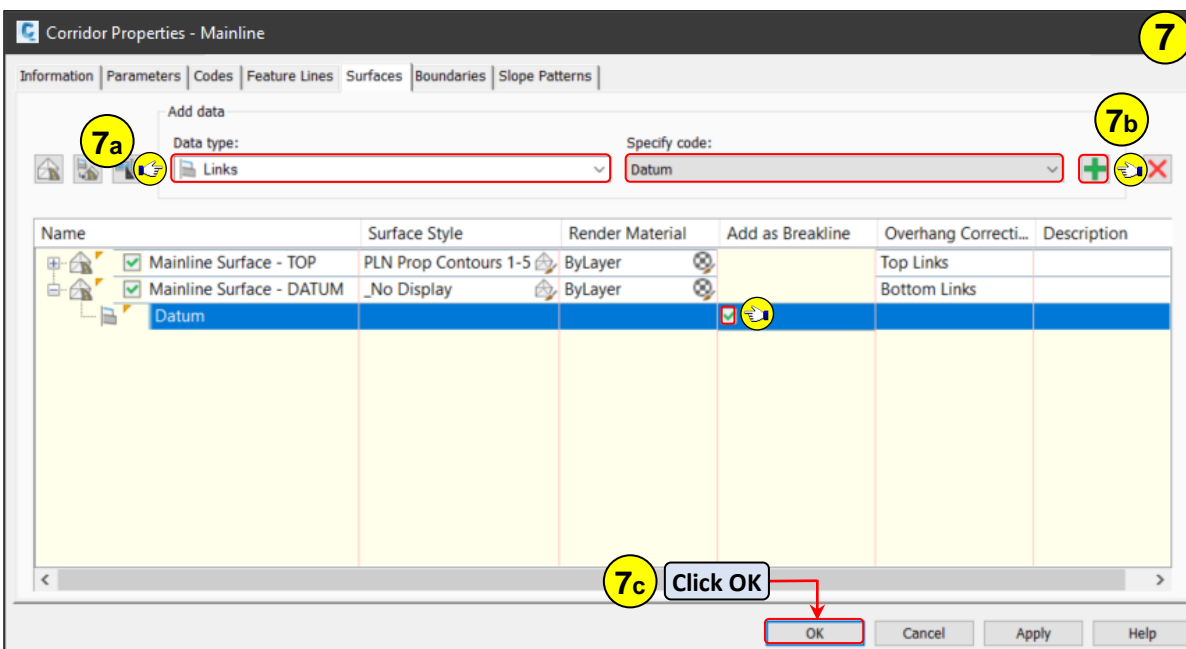 Corridor Properties - Mainline
7
Information Parameters Codes Feature Lines Surfaces Boundaries Slope Patterns
Add data
7a
7b
Data type:
Specify code:
Links
Datum
Name Surface Style Render Material Add as Breakline Overhang Correcti... Description
Mainline Surface - TOP PLN Prop Contours 1-5 ByLayer Top Links
Mainline Surface - DATUM _No Display ByLayer Bottom Links
Datum
7c Click OK
OK Cancel Apply Help